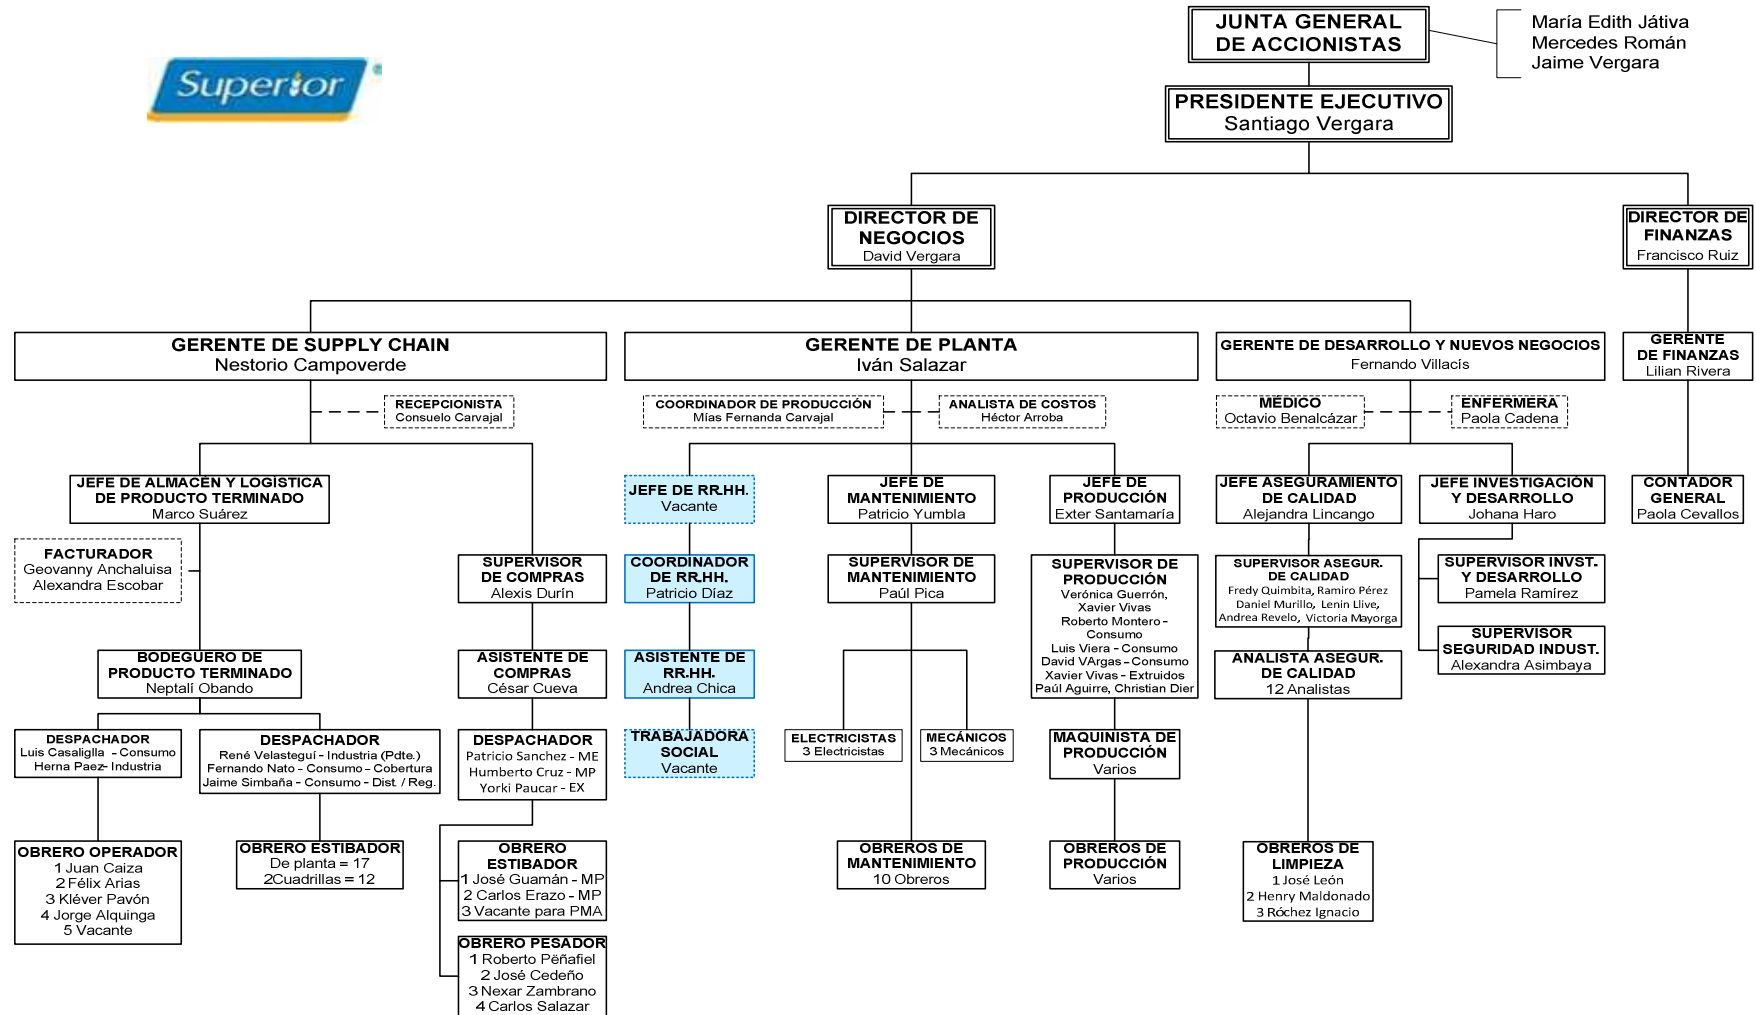 JUNTA GENERAL
DE ACCIONISTAS
María Edith Játiva
Mercedes Román
Jaime Vergara
Superior
PRESIDENTE EJECUTIVO
Santiago Vergara
DIRECTOR DE
NEGOCIOS
David Vergara
DIRECTOR DE
FINANZAS
Francisco Ruiz
GERENTE DE SUPPLY CHAIN
Nestorio Campoverde
GERENTE DE PLANTA
Iván Salazar
GERENTE DE DESARROLLO Y NUEVOS NEGOCIOS
Fernando Villacís
GERENTE
DE FINANZAS
Lilian Rivera
RECEPCIONISTA
Consuelo Carvajal
COORDINADOR DE PRODUCCIÓN
Mías Fernanda Carvajal
ANALISTA DE COSTOS
Héctor Arroba
MÉDICO
Octavio Benalcázar
ENFERMERA
Paola Cadena
JEFE DE ALMACÉN Y LOGÍSTICA
DE PRODUCTO TERMINADO
Marco Suárez
JEFE DE RR.HH.
Vacante
JEFE DE
MANTENIMIENTO
Patricio Yumbla
JEFE DE
PRODUCCIÓN
Exter Santamaría
JEFE ASEGURAMIENTO
DE CALIDAD
Alejandra Lincango
JEFE INVESTIGACIÓN
Y DESARROLLO
Johana Haro
CONTADOR
GENERAL
Paola Cevallos
FACTURADOR
Geovanny Anchaluisa
Alexandra Escobar
SUPERVISOR
DE COMPRAS
Alexis Durín
COORDINADOR
DE RR.HH.
Patricio Díaz
SUPERVISOR DE
MANTENIMIENTO
Paúl Pica
SUPERVISOR DE
PRODUCCIÓN
Verónica Guerrón,
Xavier Vivas
Roberto Montero –
Consumo
Luis Viera – Consumo
David VArgas – Consumo
Xavier Vivas – Extruidos
Paúl Aguirre, Christian Dier
SUPERVISOR ASEGUR.
DE CALIDAD
Fredy Quimbita, Ramiro Pérez
Daniel Murillo, Lenin Llive,
Andrea Revelo, Victoria Mayorga
SUPERVISOR INVST.
Y DESARROLLO
Pamela Ramírez
SUPERVISOR
SEGURIDAD INDUST.
Alexandra Asimbaya
BODEGUERO DE
PRODUCTO TERMINADO
Neptalí Obando
ASISTENTE DE
COMPRAS
César Cueva
ASISTENTE DE
RR.HH.
Andrea Chica
ANALISTA ASEGUR.
DE CALIDAD
12 Analistas
DESPACHADOR
Luis Casaliglla – Consumo
Herna Paez– Industria
DESPACHADOR
René Velasteguí – Industria (Pdte.)
Fernando Nato – Consumo – Cobertura
Jaime Simbaña – Consumo – Dist. / Reg.
DESPACHADOR
Patricio Sanchez - ME
Humberto Cruz - MP
Yorki Paucar - EX
TRABAJADORA
SOCIAL
Vacante
ELECTRICISTAS
3 Electricistas
MECÁNICOS
3 Mecánicos
MAQUINISTA DE
PRODUCCIÓN
Varios
OBRERO OPERADOR
1 Juan Caiza
2 Félix Arias
3 Kléver Pavón
4 Jorge Alquinga
5 Vacante
OBRERO ESTIBADOR
De planta = 17
2Cuadrillas = 12
OBRERO
ESTIBADOR
1 José Guamán - MP
2 Carlos Erazo - MP
3 Vacante para PMA
OBREROS DE
MANTENIMIENTO
10 Obreros
OBREROS DE
PRODUCCIÓN
Varios
OBREROS DE
LIMPIEZA
1 José León
2 Henry Maldonado
3 Róchez Ignacio
OBRERO PESADOR
1 Roberto Pëñafiel
2 José Cedeño
3 Nexar Zambrano
4 Carlos Salazar